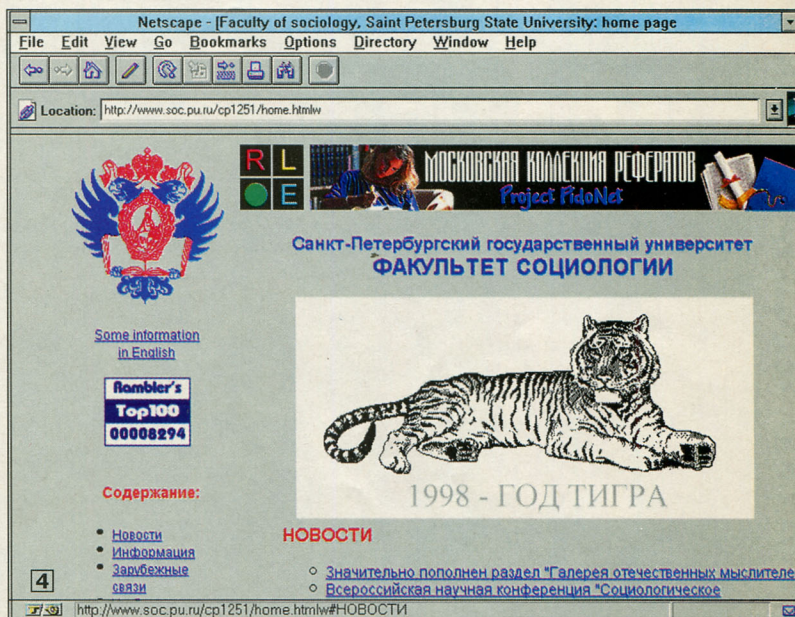 Netscape - [Faculty of sociology, Saint Petersburg State University: home page
File Edit View Go Bookmarks Options Directory Window Help
Location: http://www.soc.pu.ru/cp1251/home.htmlw
R L
E
МОСКОВСКАЯ КОЛЛЕКЦИЯ РЕФЕРАТОВ
Project FidoNet
Санкт-Петербургский государственный университет
ФАКУЛЬТЕТ СОЦИОЛОГИИ
Some information
in English
Rambler's
Top100
00008294
1998 - ГОД ТИГРА
Содержание:
Новости
Информация
Зарубежные
связи
НОВОСТИ
Значительно пополнен раздел "Галерея отечественных мыслителе
Всероссийская научная конференция "Социологическое
4
http://www.soc.pu.ru/cp1251/home.htmlw#НОВОСТИ